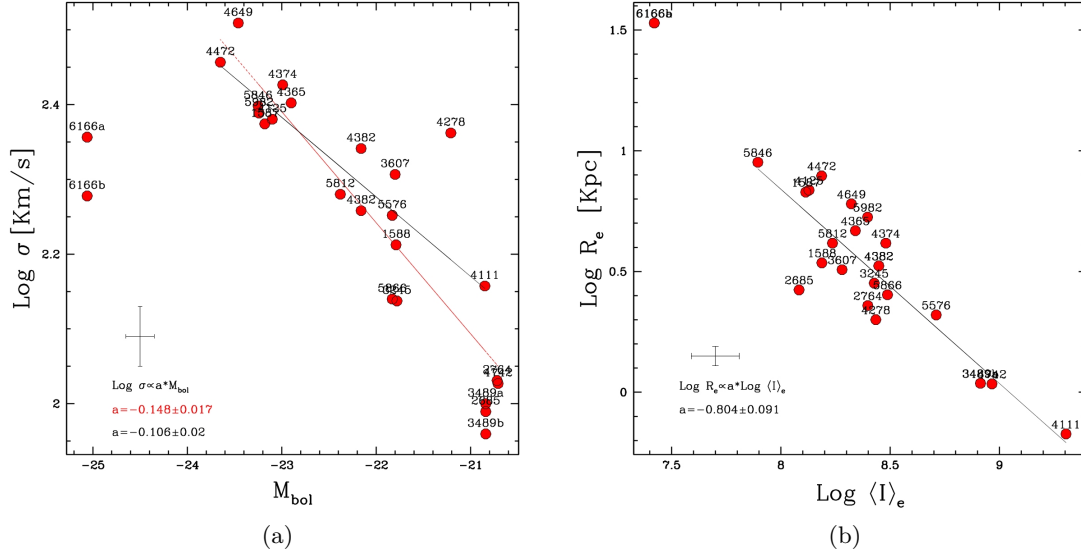 4649
2.4
2.2
2
4472
4374
4365
5846
5982
4125
1587
4278
6166a
6166b
4382
3607
5812
4382
5576
1588
4111
5866
3245
2764
4742
3489a
2685
3489b
Log σ∝a*M_bol
a=−0.148±0.017
a=−0.106±0.02
Log σ [Km/s]
−25 −24 −23 −22 −21
M_bol
(a)
6166b
1.5
1
0.5
0
5846
4472
4125
1587
4649
5982
4365
4374
5812
1588
3607
4382
3245
2685
5866
2764
4278
5576
3489b
4742
4111
Log R_e∝a*Log ⟨I⟩_e
a=−0.804±0.091
Log R_e [Kpc]
7.5 8 8.5 9
Log ⟨I⟩_e
(b)